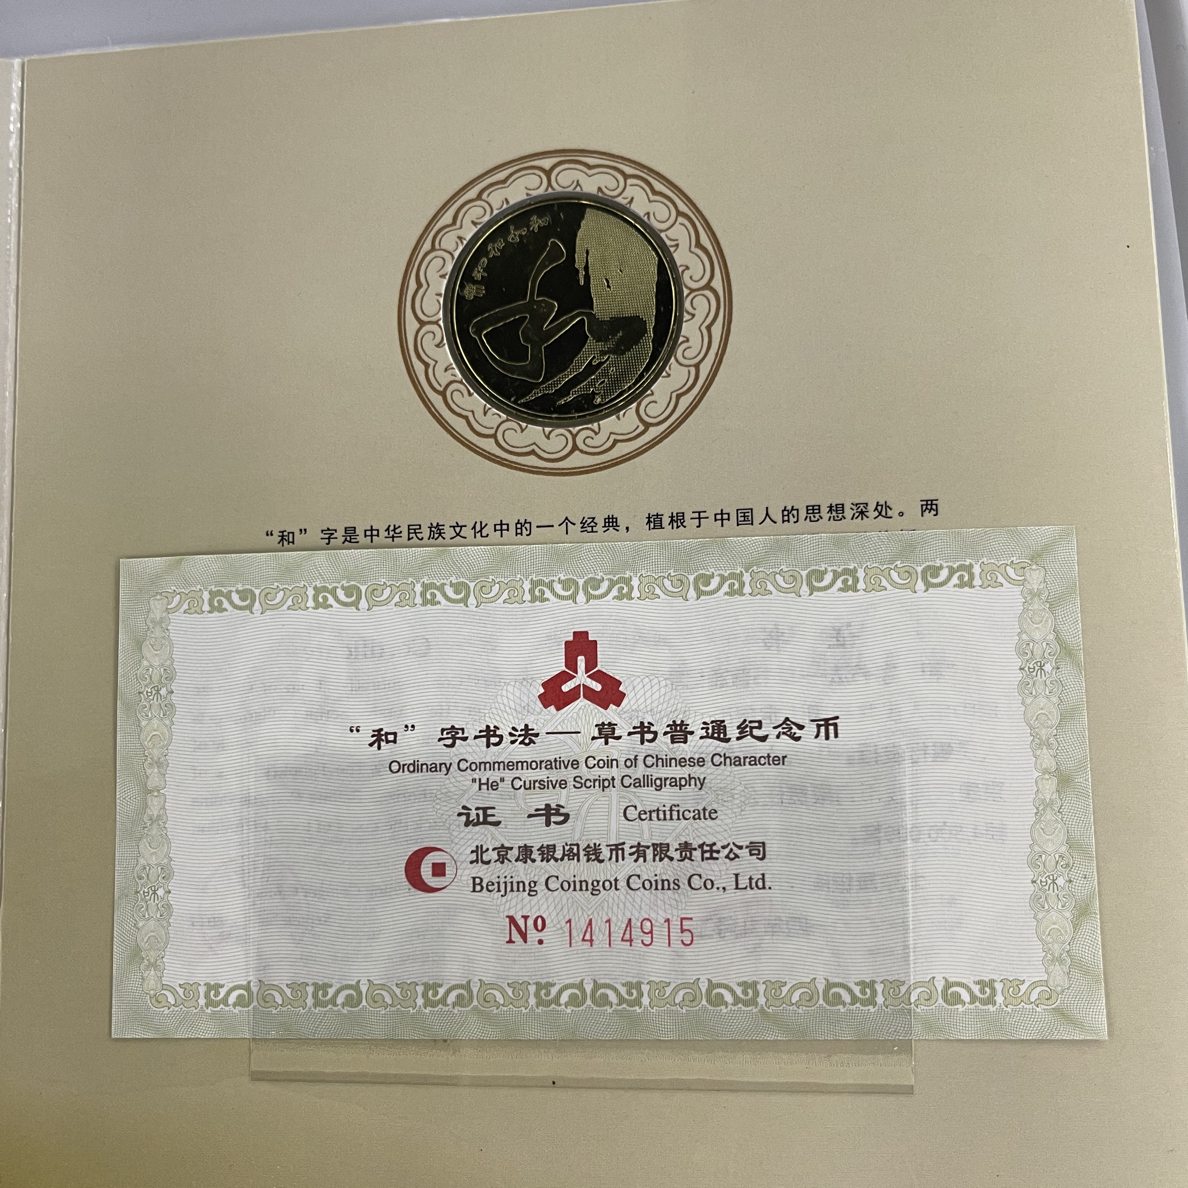 “和”字是中华民族文化中的一个经典，植根于中国人的思想深处。两
“和”字书法—草书普通纪念币
Ordinary Commemorative Coin of Chinese Character
"He" Cursive Script Calligraphy
证书 Certificate
北京康银阁钱币有限责任公司
Beijing Coingot Coins Co., Ltd.
Nº. 1414915